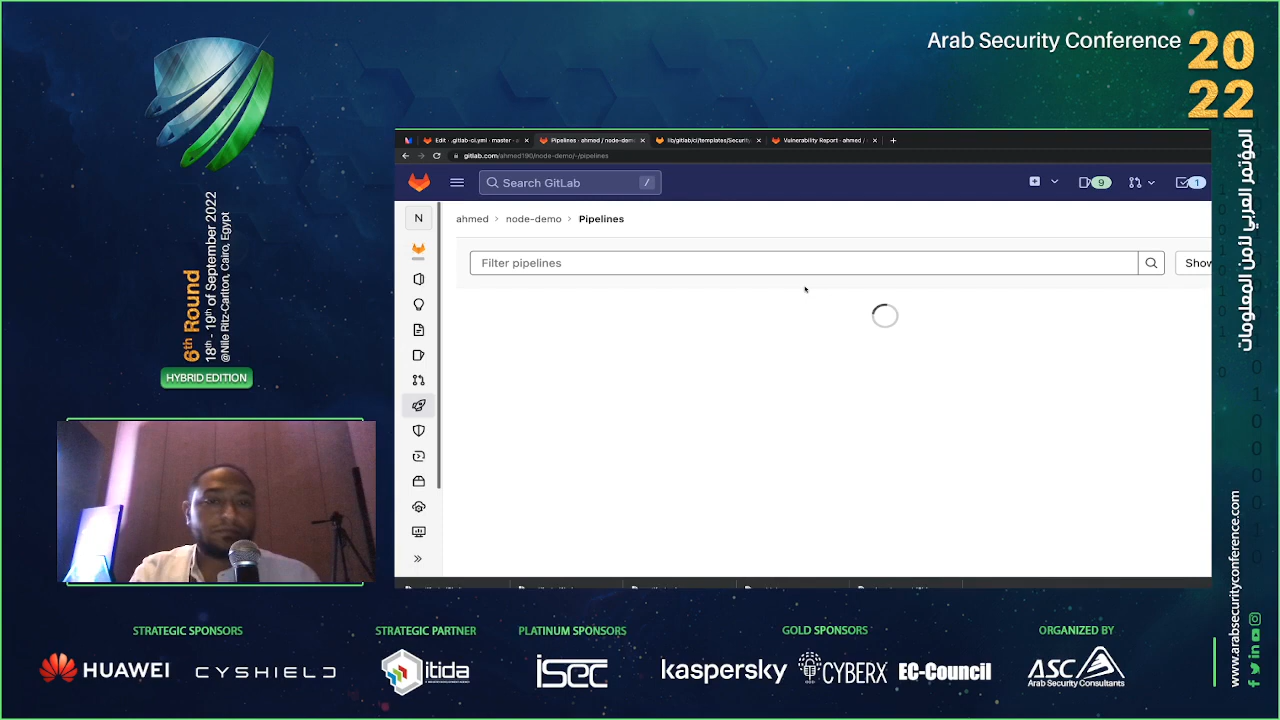 Arab Security Conference
20
22
المؤتمر العربي لأمن المعلومات
6th Round
18th - 19th of September 2022
@Nile Ritz-Carlton, Cairo, Egypt
HYBRID EDITION
Edit · .gitlab-ci.yml · master
Pipelines · ahmed / node-demo
lib/gitlab/ci/templates/Security
Vulnerability Report · ahmed /
gitlab.com/ahmed190/node-demo/-/pipelines
Search GitLab
/
9
1
N
ahmed > node-demo > Pipelines
Filter pipelines
Show
www.arabsecurityconference.com
STRATEGIC SPONSORS
STRATEGIC PARTNER
PLATINUM SPONSORS
GOLD SPONSORS
ORGANIZED BY
HUAWEI
CYSHIELD
itida
isec
kaspersky
CYBERX
EC-Council
ASC
Arab Security Consultants